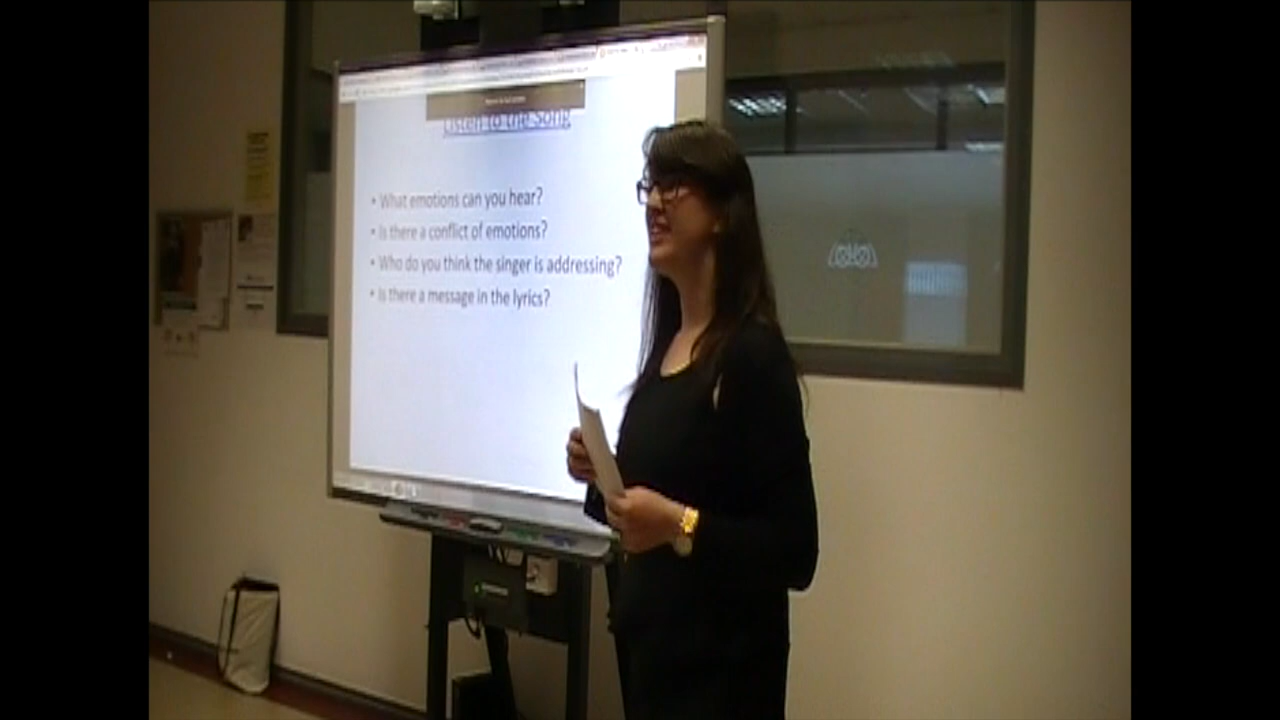 Listen to the Song
• What emotions can you hear?
• Is there a conflict of emotions?
• Who do you think the singer is addressing?
• Is there a message in the lyrics?